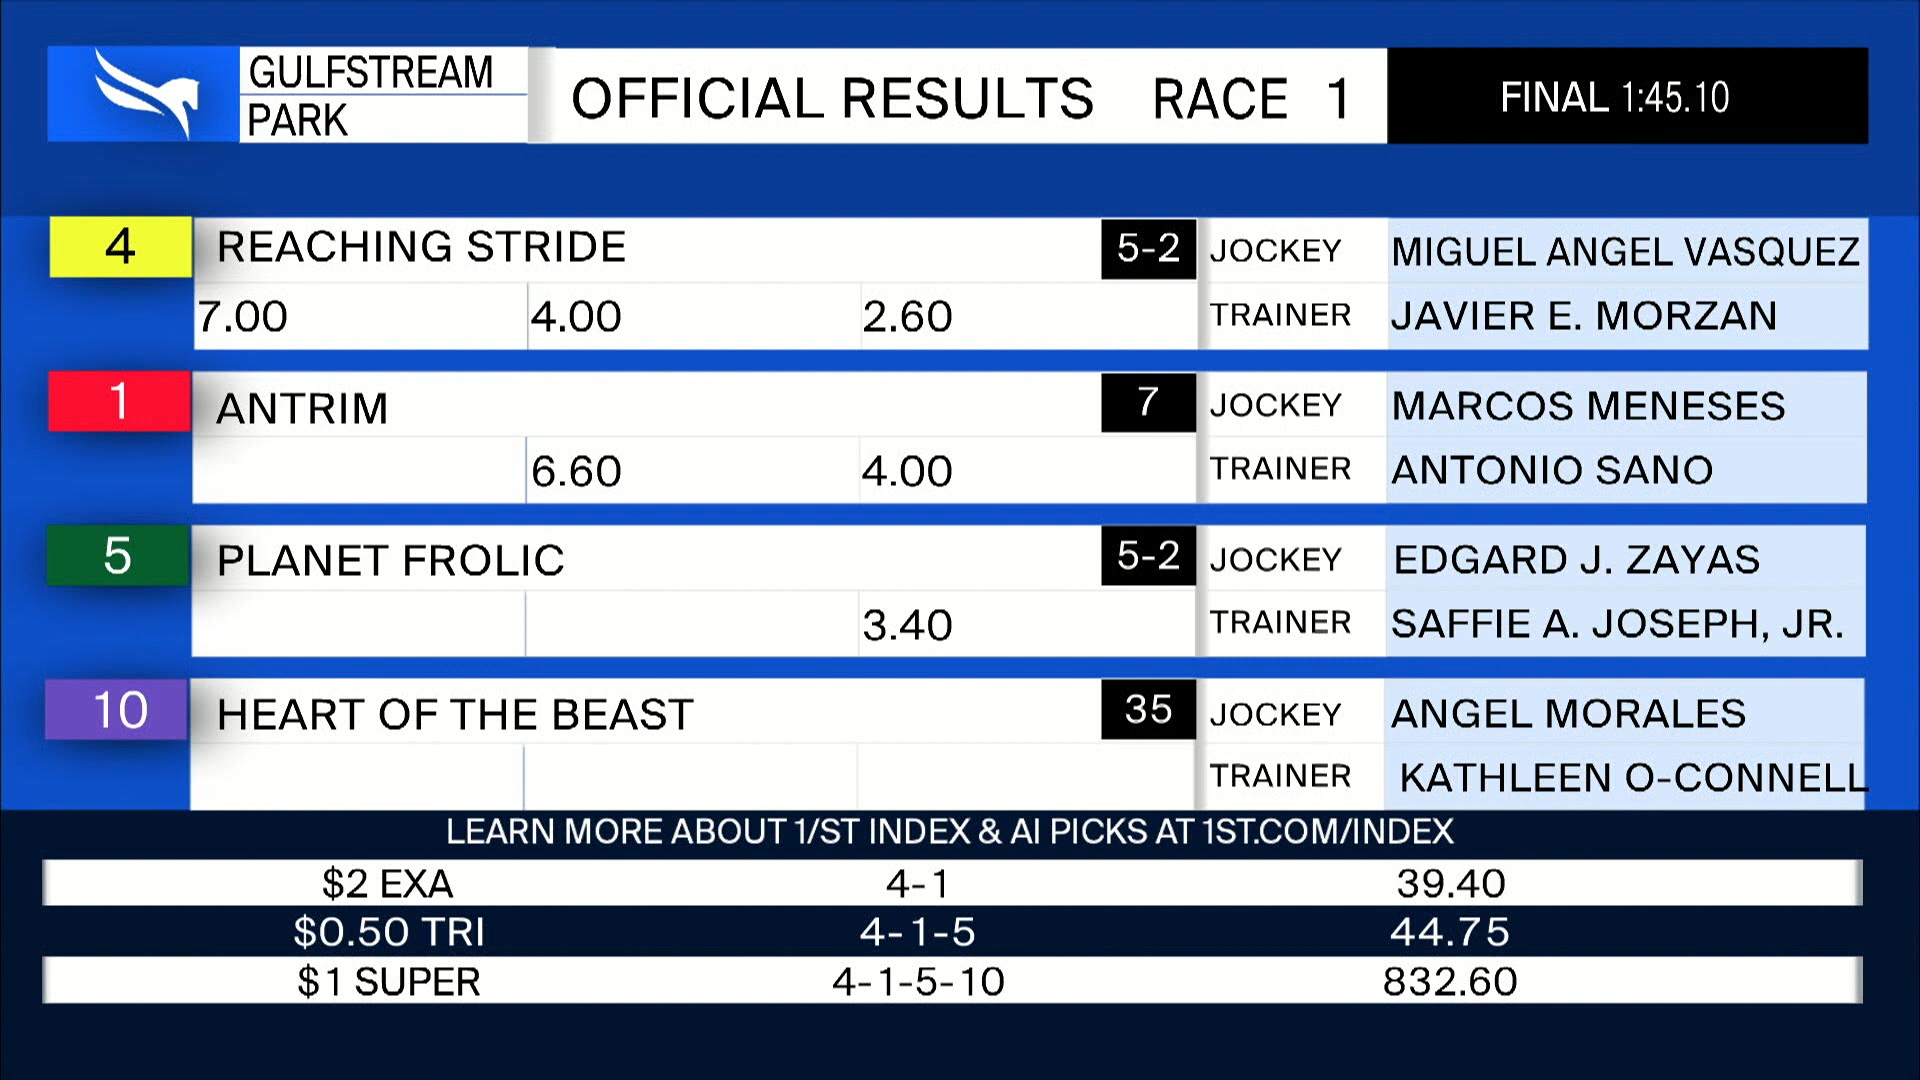 GULFSTREAM
PARK
OFFICIAL RESULTS RACE 1
FINAL 1:45.10
4 REACHING STRIDE 5-2 JOCKEY MIGUEL ANGEL VASQUEZ
7.00 4.00 2.60 TRAINER JAVIER E. MORZAN
1 ANTRIM 7 JOCKEY MARCOS MENESES
6.60 4.00 TRAINER ANTONIO SANO
5 PLANET FROLIC 5-2 JOCKEY EDGARD J. ZAYAS
3.40 TRAINER SAFFIE A. JOSEPH, JR.
10 HEART OF THE BEAST 35 JOCKEY ANGEL MORALES
TRAINER KATHLEEN O-CONNELL
LEARN MORE ABOUT 1/ST INDEX & AI PICKS AT 1ST.COM/INDEX
$2 EXA 4-1 39.40
$0.50 TRI 4-1-5 44.75
$1 SUPER 4-1-5-10 832.60